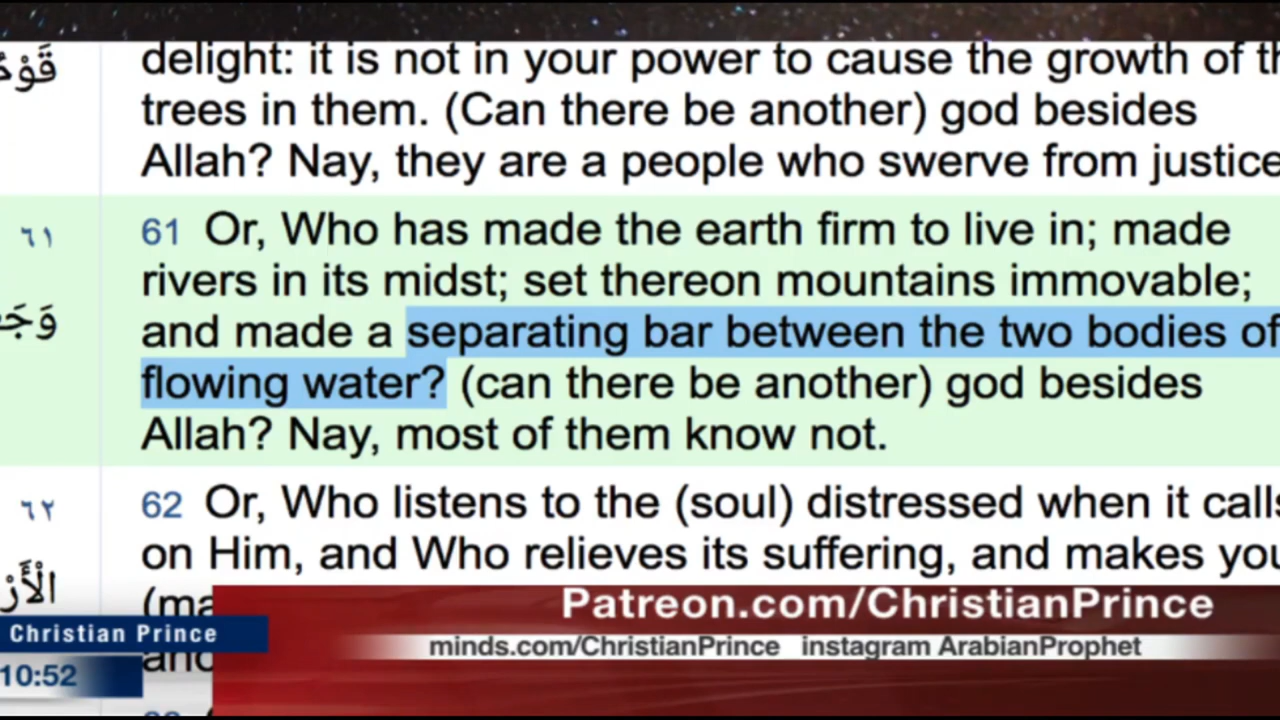 delight: it is not in your power to cause the growth of th
قَوْمٌ
trees in them. (Can there be another) god besides
Allah? Nay, they are a people who swerve from justice
٦١
61 Or, Who has made the earth firm to live in; made
rivers in its midst; set thereon mountains immovable;
وَجَع
and made a separating bar between the two bodies of
flowing water? (can there be another) god besides
Allah? Nay, most of them know not.
٦٢
62 Or, Who listens to the (soul) distressed when it calls
on Him, and Who relieves its suffering, and makes you
الْأَرْ
(ma
and
Patreon.com/ChristianPrince
Christian Prince
minds.com/ChristianPrince instagram ArabianProphet
10:52